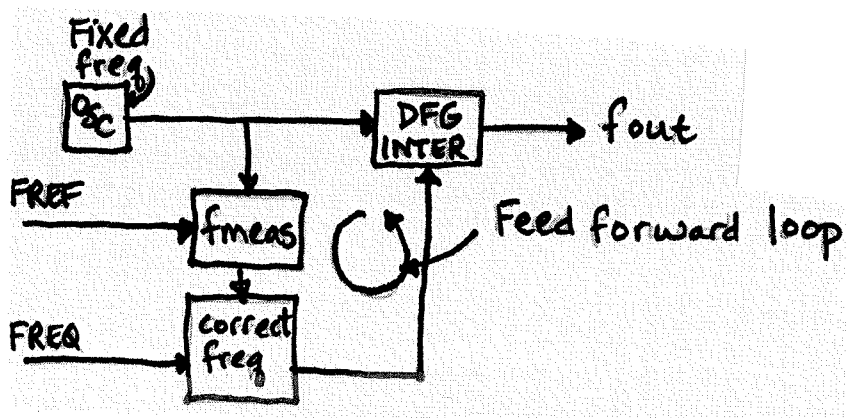 Fixed
freq
OSC
DFG
INTER
fout
FREF
fmeas
Feed forward loop
FREQ
correct
freq